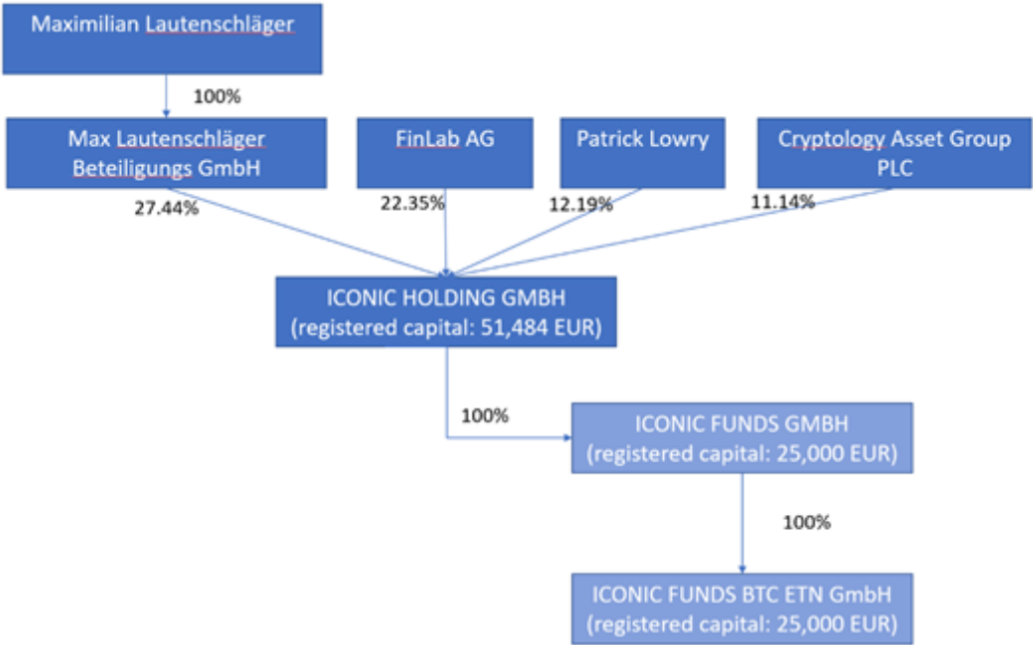 Maximilian Lautenschläger
100%
Max Lautenschläger
Beteiligungs GmbH
FinLab AG
Patrick Lowry
Cryptology Asset Group
PLC
27.44%
22.35%
12.19%
11.14%
ICONIC HOLDING GMBH
(registered capital: 51,484 EUR)
100%
ICONIC FUNDS GMBH
(registered capital: 25,000 EUR)
100%
ICONIC FUNDS BTC ETN GmbH
(registered capital: 25,000 EUR)